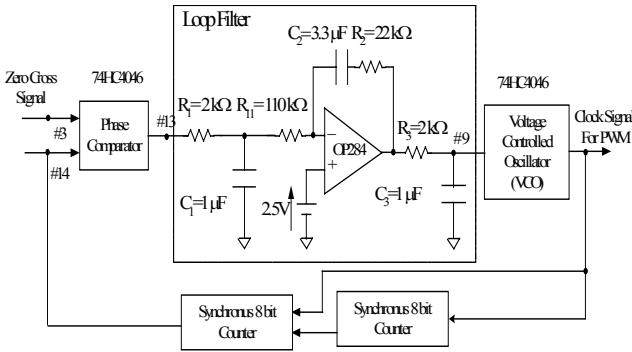 Loop Filter
C2=3.3μF R2=22kΩ
Zero Cross
Signal
74HC4046
74HC4046
#3
#14
Phase
Comparator
#13
R1=2kΩ R11=110kΩ
−
+
OP284
R3=2kΩ
#9
C1=1μF
2.5V
C3=1μF
Voltage
Controlled
Oscillator
(VCO)
Clock Signal
For PWM
Synchronus 8 bit
Counter
Synchronus 8 bit
Counter